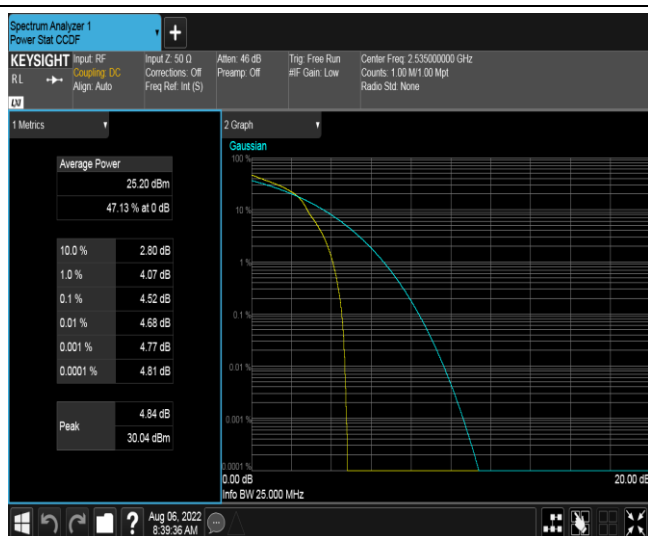 Spectrum Analyzer 1
Power Stat CCDF
+
KEYSIGHT
RL
LXI
Input: RF
Coupling: DC
Align: Auto
Input Z: 50 Ω
Corrections: Off
Freq Ref: Int (S)
Atten: 46 dB
Preamp: Off
Trig: Free Run
#IF Gain: Low
Center Freq: 2.535000000 GHz
Counts: 1.00 M/1.00 Mpt
Radio Std: None
1 Metrics
Average Power
25.20 dBm
47.13 % at 0 dB
10.0 % 2.80 dB
1.0 % 4.07 dB
0.1 % 4.52 dB
0.01 % 4.68 dB
0.001 % 4.77 dB
0.0001 % 4.81 dB
Peak
4.84 dB
30.04 dBm
2 Graph
Gaussian
100 %
10 %
1 %
0.1 %
0.01 %
0.001 %
0.0001 %
0.00 dB
20.00 dB
Info BW 25.000 MHz
?
Aug 06, 2022
8:39:36 AM